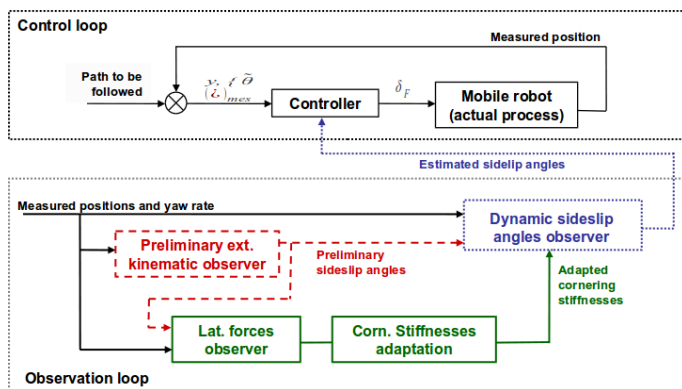 Control loop
Measured position
Path to be
followed
Controller
δ_F
Mobile robot
(actual process)
Estimated sidelip angles
Measured positions and yaw rate
Preliminary ext.
kinematic observer
Preliminary
sideslip angles
Dynamic sideslip
angles observer
Adapted
cornering
stiffnesses
Lat. forces
observer
Corn. Stiffnesses
adaptation
Observation loop